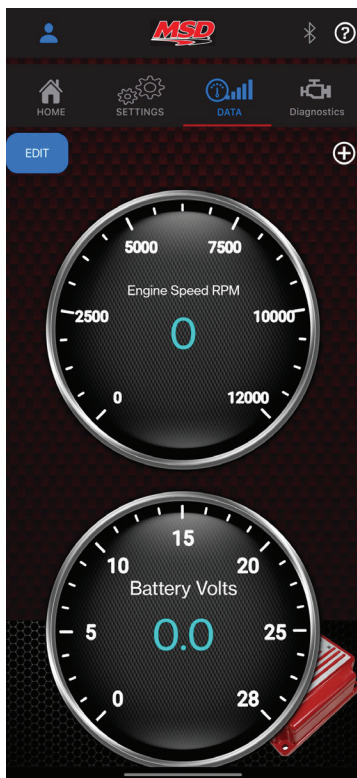 MSD
?
HOME SETTINGS DATA Diagnostics
EDIT
5000 7500
Engine Speed RPM
2500 0 10000
0 12000
15
10 20
Battery Volts
5 0.0 25
0 28